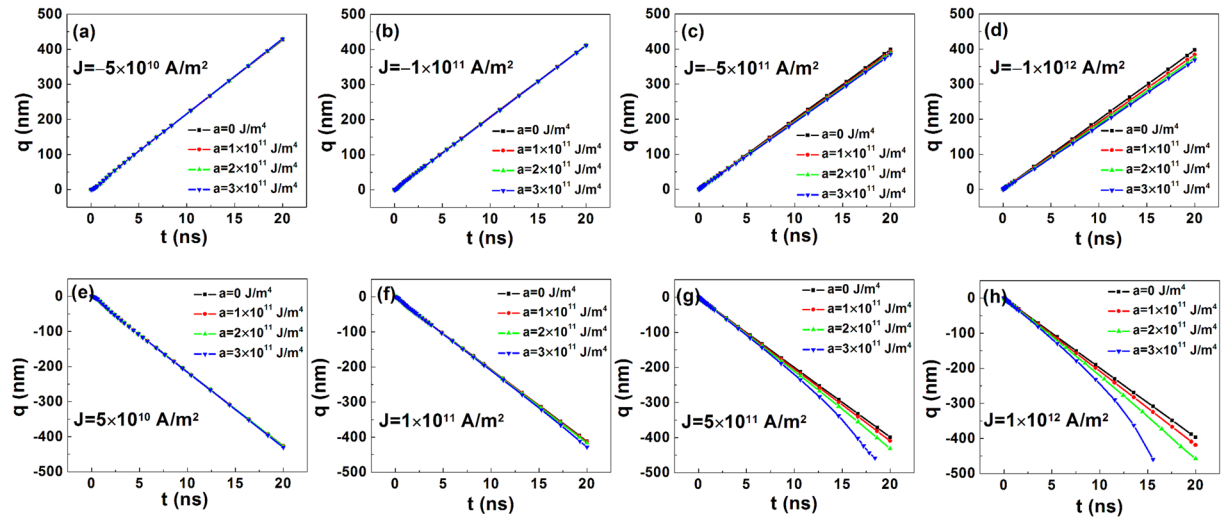 (a)
J=−5×10¹⁰ A/m²
a=0 J/m⁴
a=1×10¹¹ J/m⁴
a=2×10¹¹ J/m⁴
a=3×10¹¹ J/m⁴
500
400
300
200
100
0
q (nm)
0 5 10 15 20
t (ns)
(b)
J=−1×10¹¹ A/m²
a=0 J/m⁴
a=1×10¹¹ J/m⁴
a=2×10¹¹ J/m⁴
a=3×10¹¹ J/m⁴
500
400
300
200
100
0
q (nm)
0 5 10 15 20
t (ns)
(c)
J=−5×10¹¹ A/m²
a=0 J/m⁴
a=1×10¹¹ J/m⁴
a=2×10¹¹ J/m⁴
a=3×10¹¹ J/m⁴
500
400
300
200
100
0
q (nm)
0 5 10 15 20
t (ns)
(d)
J=−1×10¹² A/m²
a=0 J/m⁴
a=1×10¹¹ J/m⁴
a=2×10¹¹ J/m⁴
a=3×10¹¹ J/m⁴
500
400
300
200
100
0
q (nm)
0 5 10 15 20
t (ns)
(e)
a=0 J/m⁴
a=1×10¹¹ J/m⁴
a=2×10¹¹ J/m⁴
a=3×10¹¹ J/m⁴
J=5×10¹⁰ A/m²
0
-100
-200
-300
-400
-500
q (nm)
0 5 10 15 20
t (ns)
(f)
a=0 J/m⁴
a=1×10¹¹ J/m⁴
a=2×10¹¹ J/m⁴
a=3×10¹¹ J/m⁴
J=1×10¹¹ A/m²
0
-100
-200
-300
-400
-500
q (nm)
0 5 10 15 20
t (ns)
(g)
a=0 J/m⁴
a=1×10¹¹ J/m⁴
a=2×10¹¹ J/m⁴
a=3×10¹¹ J/m⁴
J=5×10¹¹ A/m²
0
-100
-200
-300
-400
-500
q (nm)
0 5 10 15 20
t (ns)
(h)
a=0 J/m⁴
a=1×10¹¹ J/m⁴
a=2×10¹¹ J/m⁴
a=3×10¹¹ J/m⁴
J=1×10¹² A/m²
0
-100
-200
-300
-400
-500
q (nm)
0 5 10 15 20
t (ns)